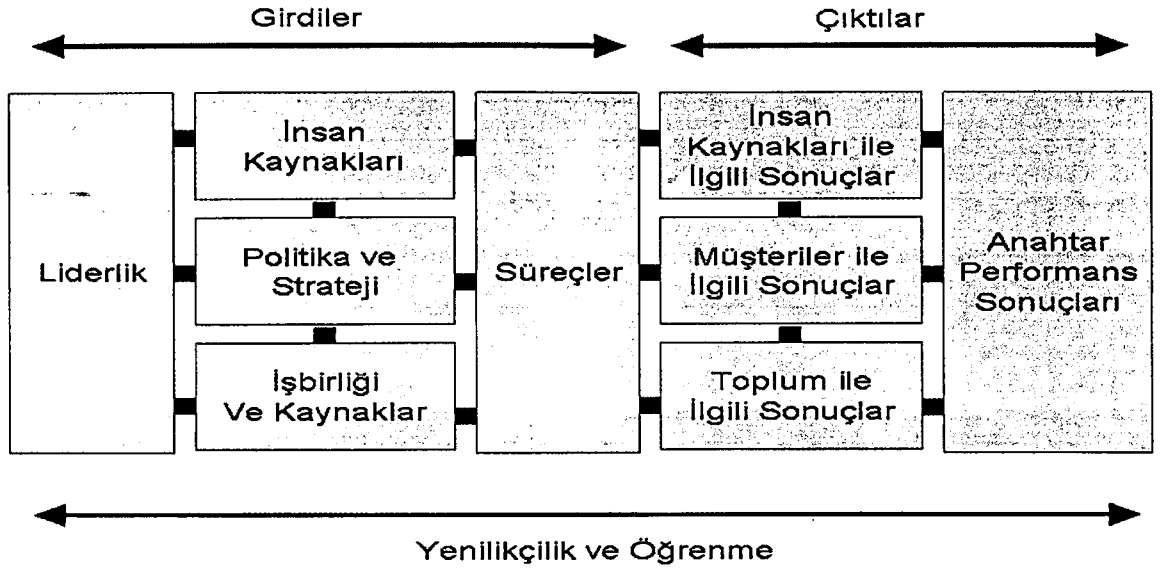 Girdiler
Çıktılar
Liderlik
İnsan
Kaynakları
Politika ve
Strateji
İşbirliği
Ve Kaynaklar
Süreçler
İnsan
Kaynakları ile
İlgili Sonuçlar
Müşteriler ile
İlgili Sonuçlar
Toplum ile
İlgili Sonuçlar
Anahtar
Performans
Sonuçları
Yenilikçilik ve Öğrenme